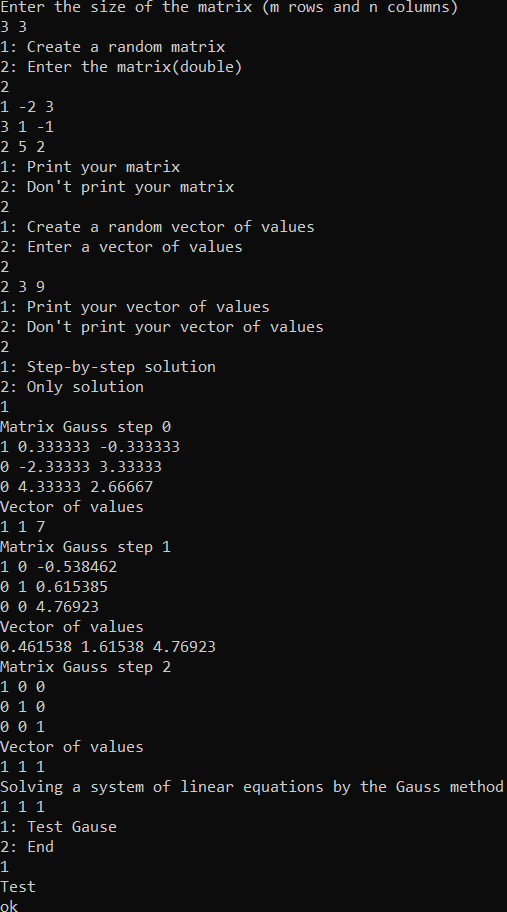 Enter the size of the matrix (m rows and n columns)
3 3
1: Create a random matrix
2: Enter the matrix(double)
2
1 -2 3
3 1 -1
2 5 2
1: Print your matrix
2: Don't print your matrix
2
1: Create a random vector of values
2: Enter a vector of values
2
2 3 9
1: Print your vector of values
2: Don't print your vector of values
2
1: Step-by-step solution
2: Only solution
1
Matrix Gauss step 0
1 0.333333 -0.333333
0 -2.33333 3.33333
0 4.33333 2.66667
Vector of values
1 1 7
Matrix Gauss step 1
1 0 -0.538462
0 1 0.615385
0 0 4.76923
Vector of values
0.461538 1.61538 4.76923
Matrix Gauss step 2
1 0 0
0 1 0
0 0 1
Vector of values
1 1 1
Solving a system of linear equations by the Gauss method
1 1 1
1: Test Gause
2: End
1
Test
ok